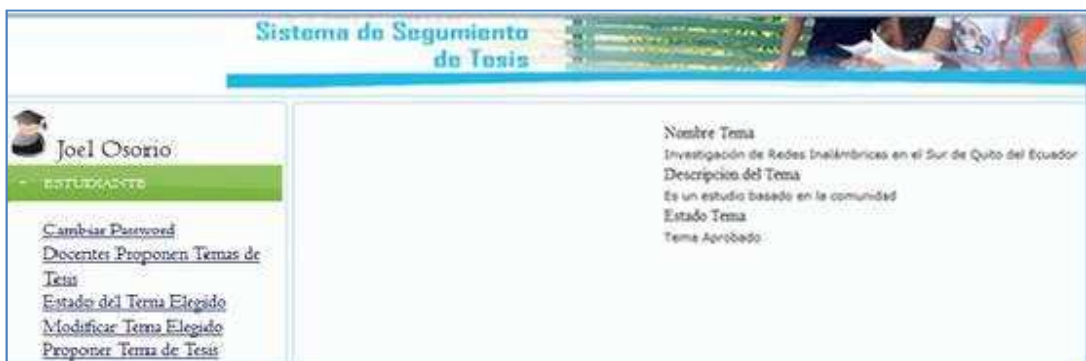 Sistema de Segumiento
de Tesis
Joel Osorio
- ESTUDIANTE
Cambiar Password
Docentes Proponen Temas de
Tesis
Estado del Tema Elegido
Modificar Tema Elegido
Proponer Tema de Tesis
Nombre Tema
Investigación de Redes Inalámbricas en el Sur de Quito del Ecuador
Descripcion del Tema
Es un estudio basado en la comunidad
Estado Tema
Tema Aprobado